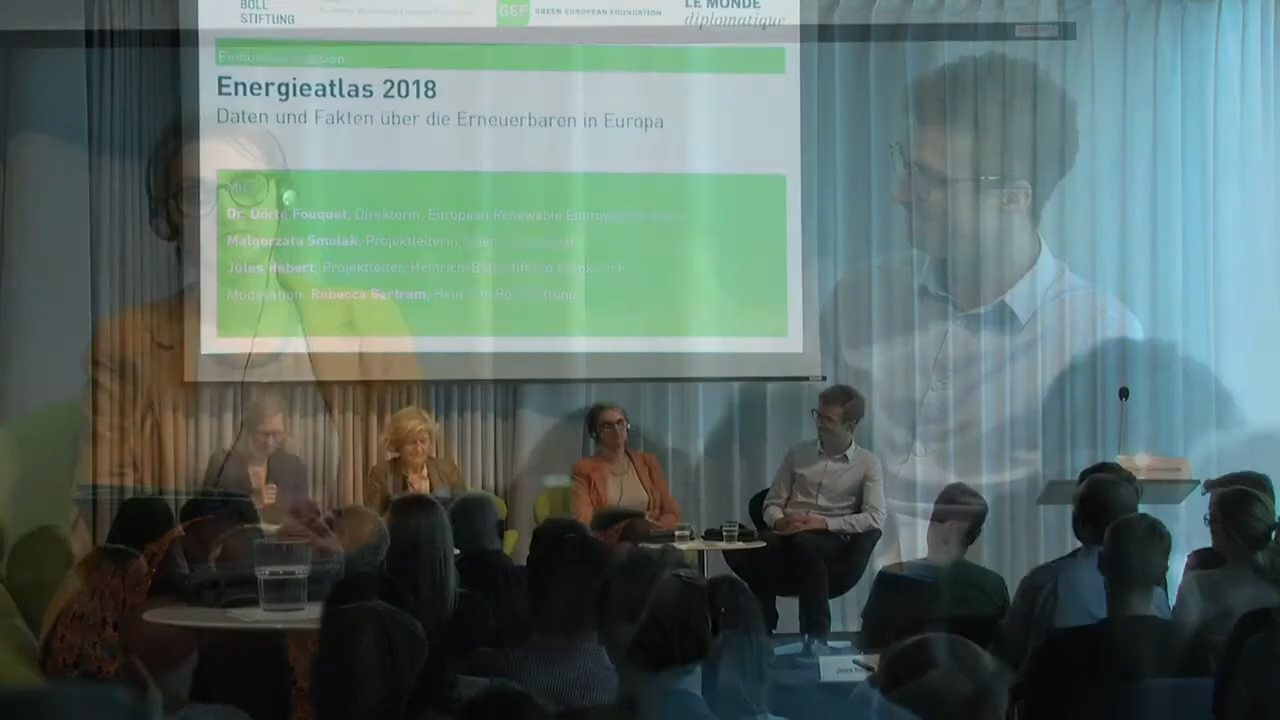 BÖLL
STIFTUNG
GEF GREEN EUROPEAN FOUNDATION
LE MONDE
diplomatique
Energieatlas 2018
Daten und Fakten über die Erneuerbaren in Europa
Mit:
Dr. Dörte Fouquet, Direktorin, European Renewable Energy
Malgorzata Smolak, Projektleiterin
Jules Hebert, Projektleiter, Heinrich-Böll-Stiftung Frankreich
Moderation: Rebecca Bertram, Heinrich-Böll-Stiftung